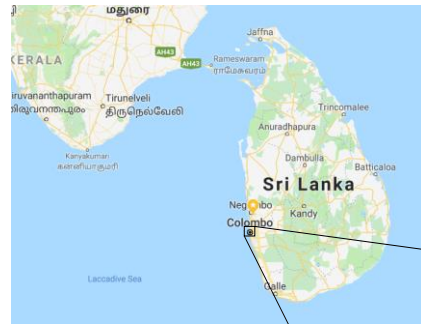 மதுரை
Jaffna
AH43
AH43
Rameswaram
ராமேசுவரம்
KERALA
Tirunelveli
திருநெல்வேலி
Trincomalee
Anuradhapura
Kanyakumari
கன்னியாகுமரி
Dambulla
Batticaloa
Sri Lanka
Kandy
Colombo
Laccadive Sea
Galle